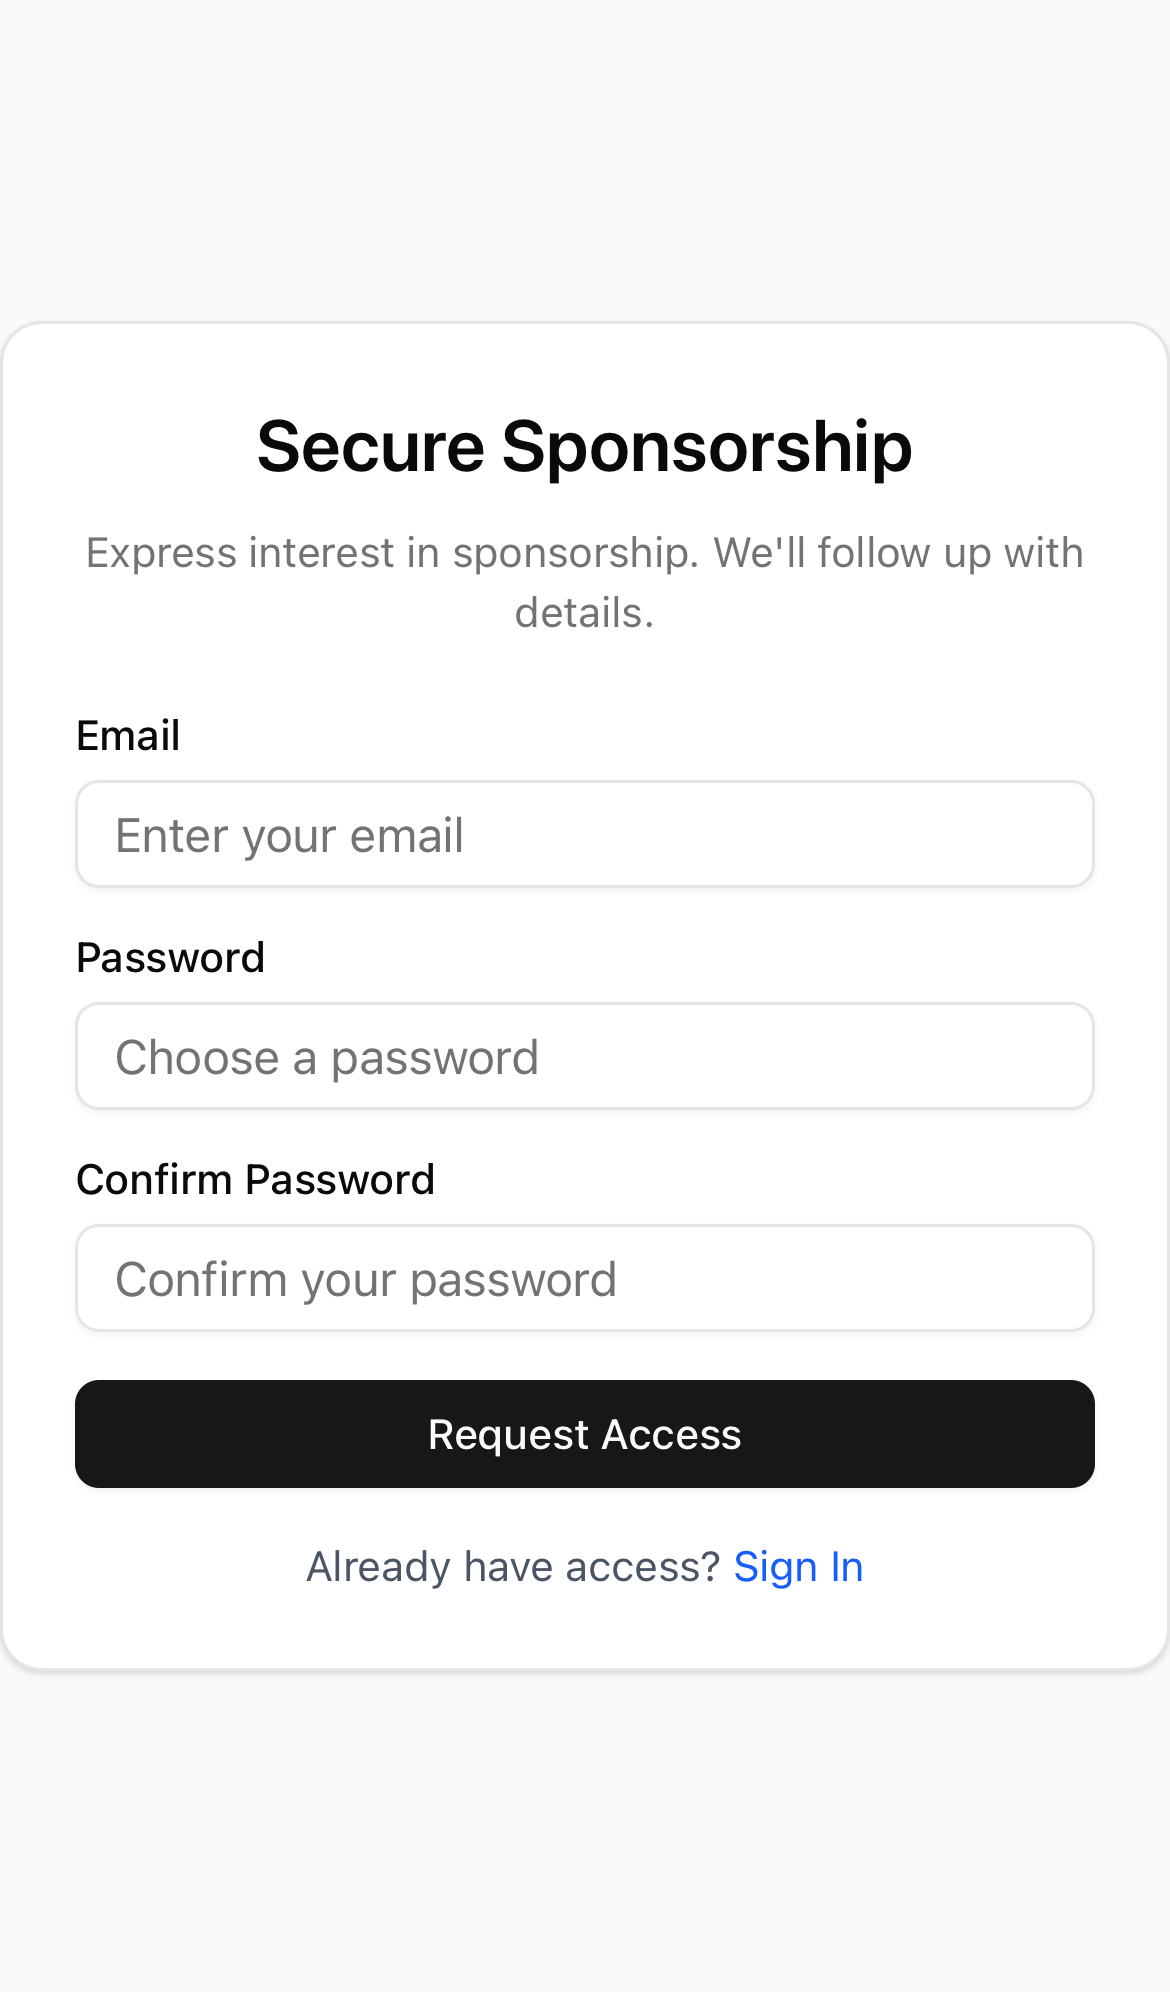 Secure Sponsorship
Express interest in sponsorship. We'll follow up with
details.
Email
Enter your email
Password
Choose a password
Confirm Password
Confirm your password
Request Access
Already have access? Sign In